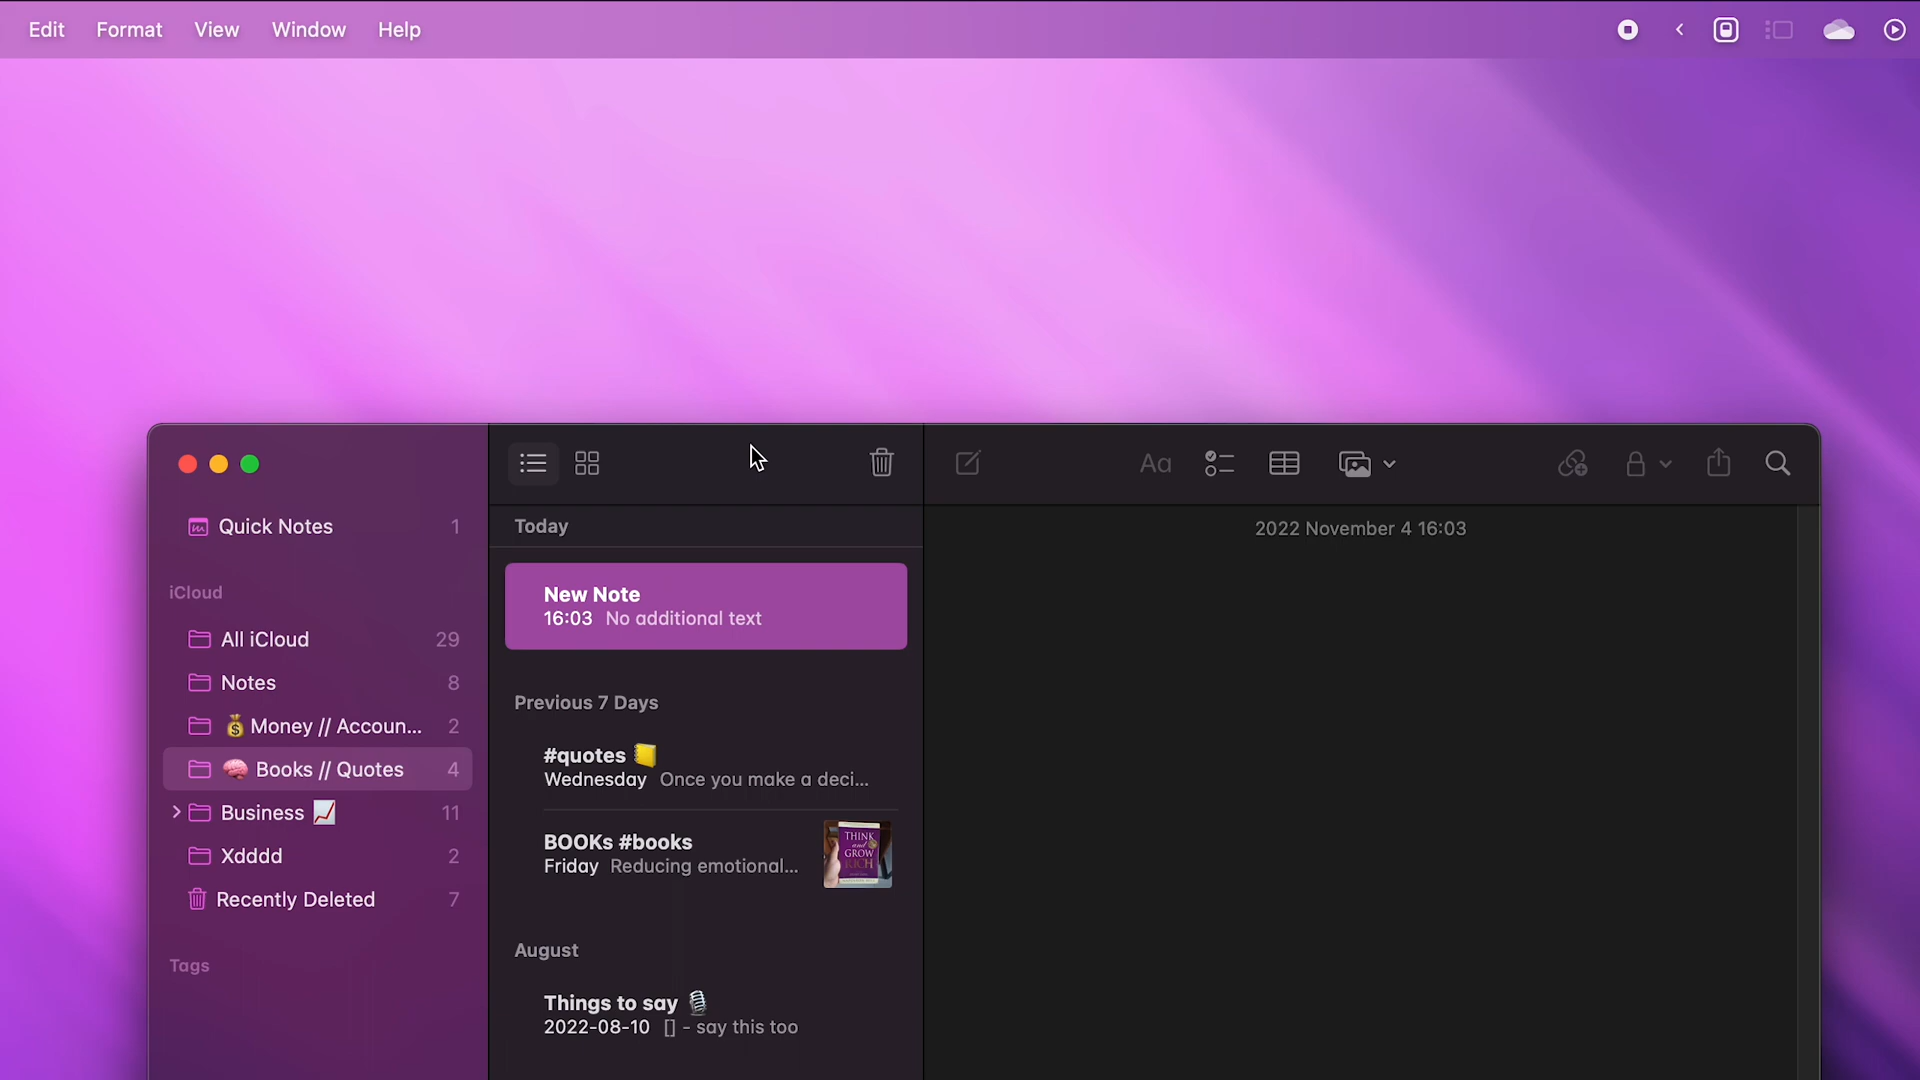 Edit Format View Window Help
Quick Notes 1
iCloud
All iCloud 29
Notes 8
💰 Money // Accoun... 2
🧠 Books // Quotes 4
Business 📈 11
Xdddd 2
Recently Deleted 7
Tags
Today
New Note
16:03 No additional text
Previous 7 Days
#quotes 📒
Wednesday Once you make a deci...
BOOKs #books
Friday Reducing emotional...
THINK
and
GROW
RICH
August
Things to say 🎙️
2022-08-10 [] - say this too
Aa
2022 November 4 16:03